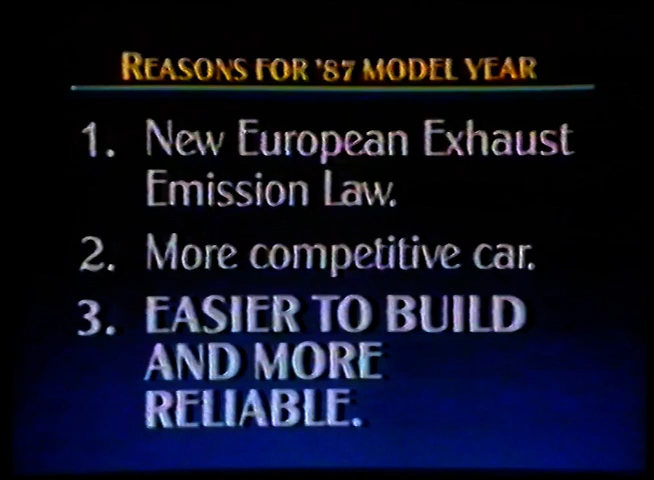 REASONS FOR '87 MODEL YEAR
1. New European Exhaust
Emission Law.
2. More competitive car.
3. EASIER TO BUILD
AND MORE
RELIABLE.